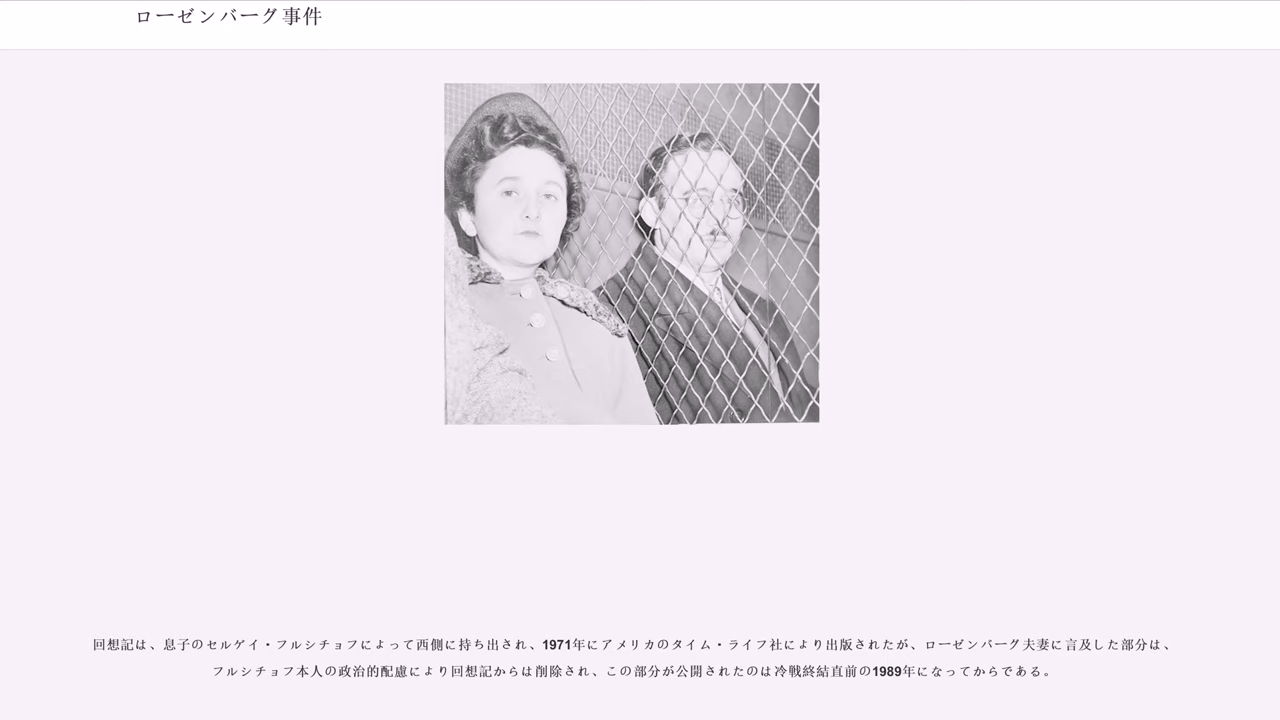 ローゼンバーグ事件
回想記は、息子のセルゲイ・フルシチョフによって西側に持ち出され、1971年にアメリカのタイム・ライフ社により出版されたが、ローゼンバーグ夫妻に言及した部分は、
フルシチョフ本人の政治的配慮により回想記からは削除され、この部分が公開されたのは冷戦終結直前の1989年になってからである。